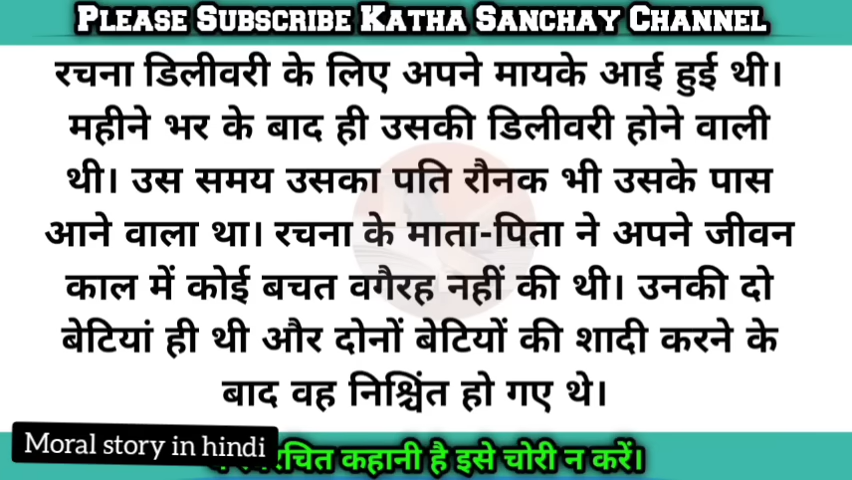 PLEASE SUBSCRIBE KATHA SANCHAY CHANNEL
रचना डिलीवरी के लिए अपने मायके आई हुई थी।
महीने भर के बाद ही उसकी डिलीवरी होने वाली
थी। उस समय उसका पति रौनक भी उसके पास
आने वाला था। रचना के माता-पिता ने अपने जीवन
काल में कोई बचत वगैरह नहीं की थी। उनकी दो
बेटियां ही थी और दोनों बेटियों की शादी करने के
बाद वह निश्चिंत हो गए थे।
Moral story in hindi
कहानी है इसे चोरी न करें।